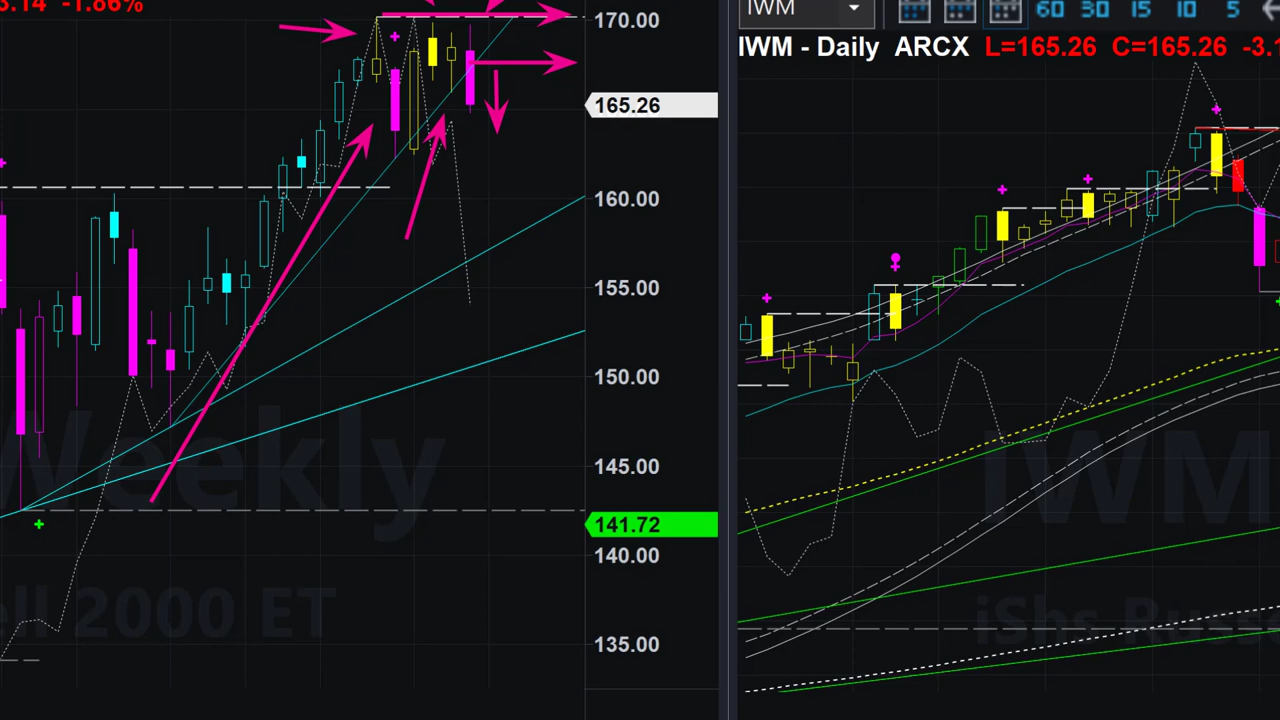 3.14 -1.86%
170.00
165.26
160.00
155.00
150.00
145.00
141.72
140.00
135.00
Weekly
ell 2000 ET
IWM
60 30 15 10 5
IWM - Daily ARCX L=165.26 C=165.26 -3.1
IWM
iShs Russe